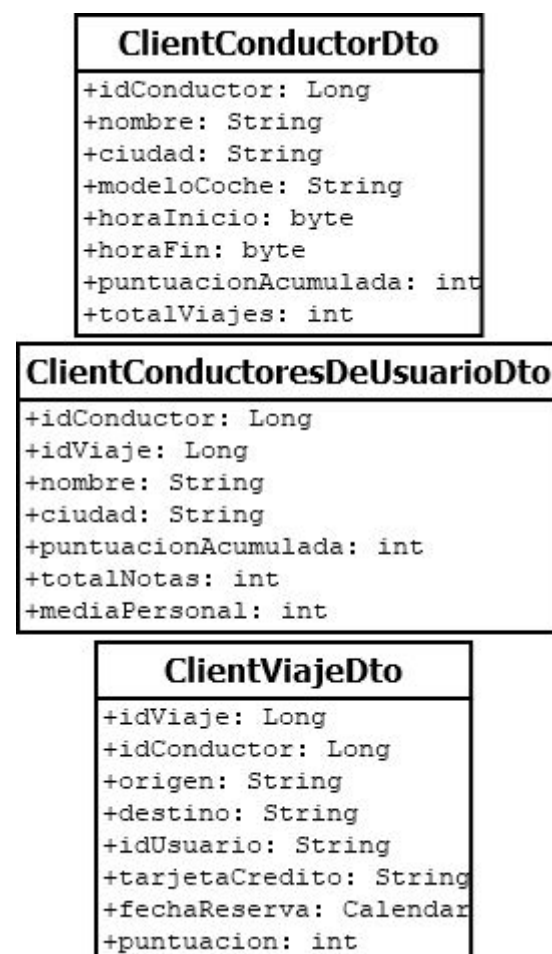 ClientConductorDto
+idConductor: Long
+nombre: String
+ciudad: String
+modeloCoche: String
+horaInicio: byte
+horaFin: byte
+puntuacionAcumulada: int
+totalViajes: int
ClientConductoresDeUsuarioDto
+idConductor: Long
+idViaje: Long
+nombre: String
+ciudad: String
+puntuacionAcumulada: int
+totalNotas: int
+mediaPersonal: int
ClientViajeDto
+idViaje: Long
+idConductor: Long
+origen: String
+destino: String
+idUsuario: String
+tarjetaCredito: String
+fechaReserva: Calendar
+puntuacion: int